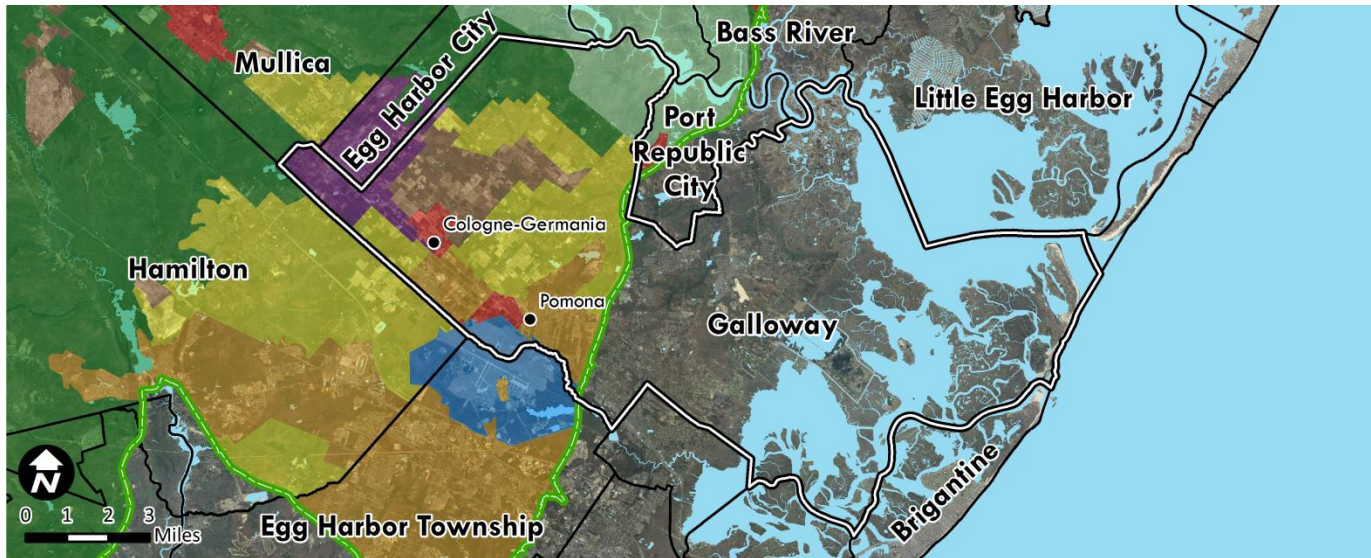 Bass River
Mullica
Egg Harbor City
Little Egg Harbor
Port
Republic
City
Cologne-Germania
Hamilton
Pomona
Galloway
N
0 1 2 3
Miles
Brigantine
Egg Harbor Township